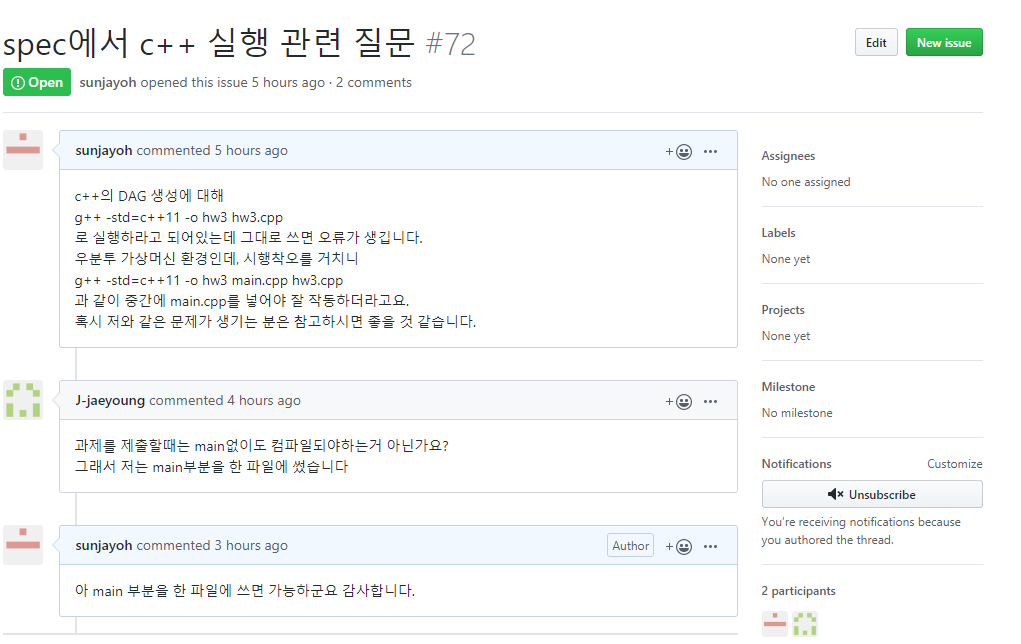 spec에서 c++ 실행 관련 질문 #72
Edit
New issue
Open
sunjayoh opened this issue 5 hours ago · 2 comments
sunjayoh commented 5 hours ago
c++의 DAG 생성에 대해
g++ -std=c++11 -o hw3 hw3.cpp
로 실행하라고 되어있는데 그대로 쓰면 오류가 생깁니다.
우분투 가상머신 환경인데, 시행착오를 거치니
g++ -std=c++11 -o hw3 main.cpp hw3.cpp
과 같이 중간에 main.cpp를 넣어야 잘 작동하더라고요.
혹시 저와 같은 문제가 생기는 분은 참고하시면 좋을 것 같습니다.
J-jaeyoung commented 4 hours ago
과제를 제출할때는 main없이도 컴파일되야하는거 아닌가요?
그래서 저는 main부분을 한 파일에 썼습니다
sunjayoh commented 3 hours ago
Author
아 main 부분을 한 파일에 쓰면 가능하군요 감사합니다.
Assignees
No one assigned
Labels
None yet
Projects
None yet
Milestone
No milestone
Notifications
Customize
Unsubscribe
You're receiving notifications because
you authored the thread.
2 participants